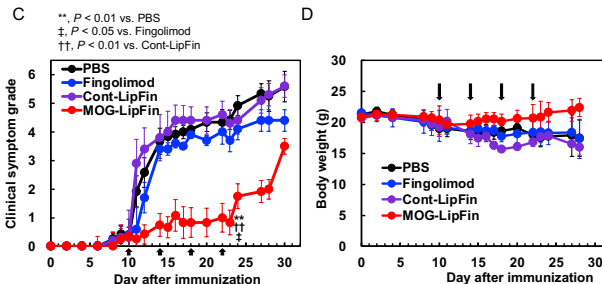 C
**, P < 0.01 vs. PBS
‡, P < 0.05 vs. Fingolimod
††, P < 0.01 vs. Cont-LipFin
Clinical symptom grade
6
5
4
3
2
1
0
PBS
Fingolimod
Cont-LipFin
MOG-LipFin
**
††
‡
0 5 10 15 20 25 30
Day after immunization
D
Body weight (g)
30
25
20
15
10
5
0
PBS
Fingolimod
Cont-LipFin
MOG-LipFin
0 5 10 15 20 25 30
Day after immunization